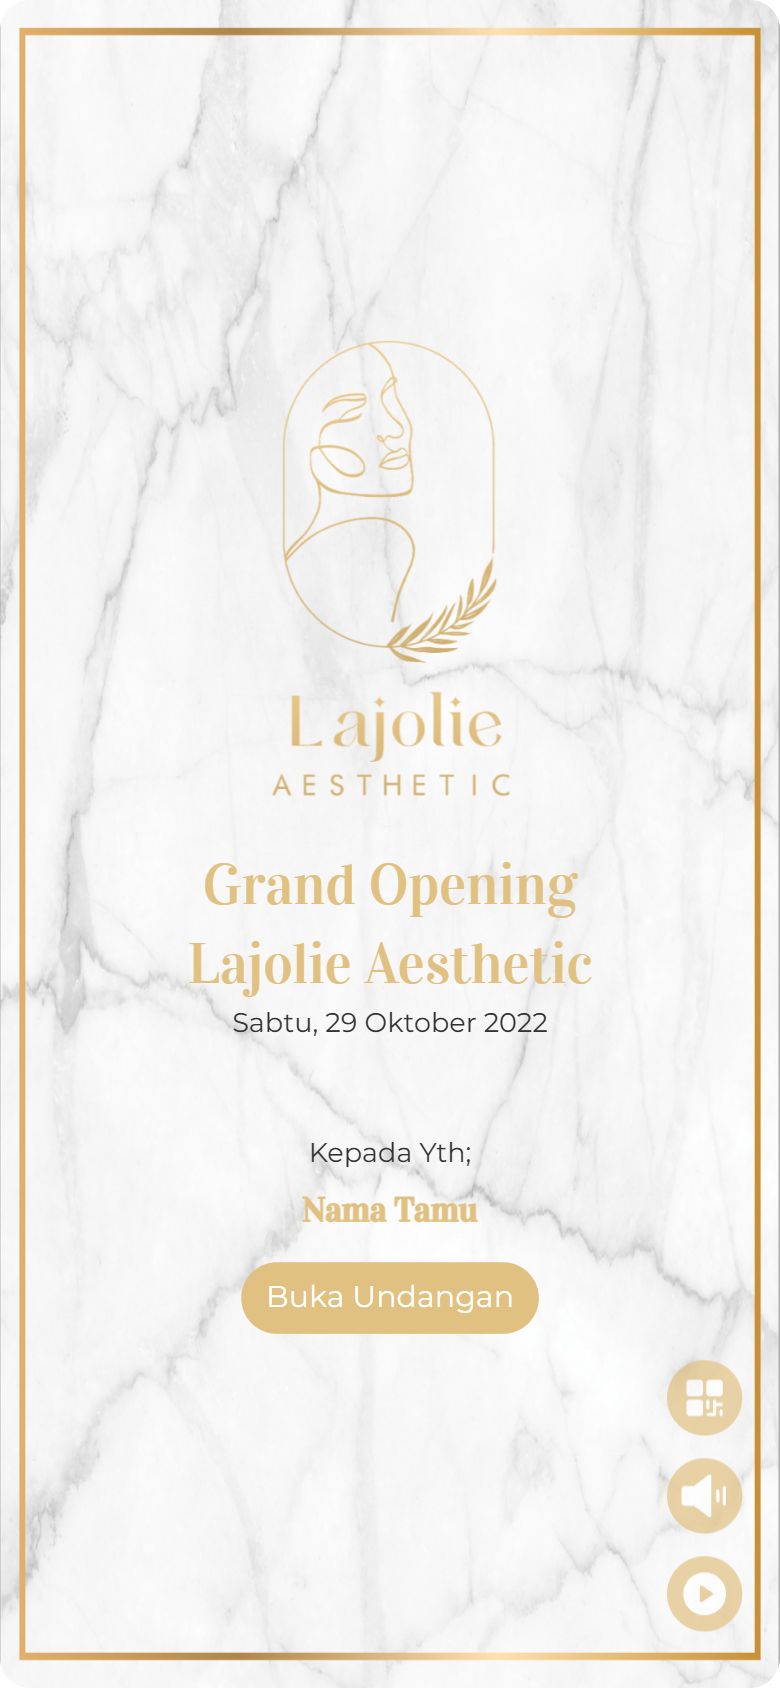 Lajolie
AESTHETIC
Grand Opening
Lajolie Aesthetic
Sabtu, 29 Oktober 2022
Kepada Yth;
Nama Tamu
Buka Undangan